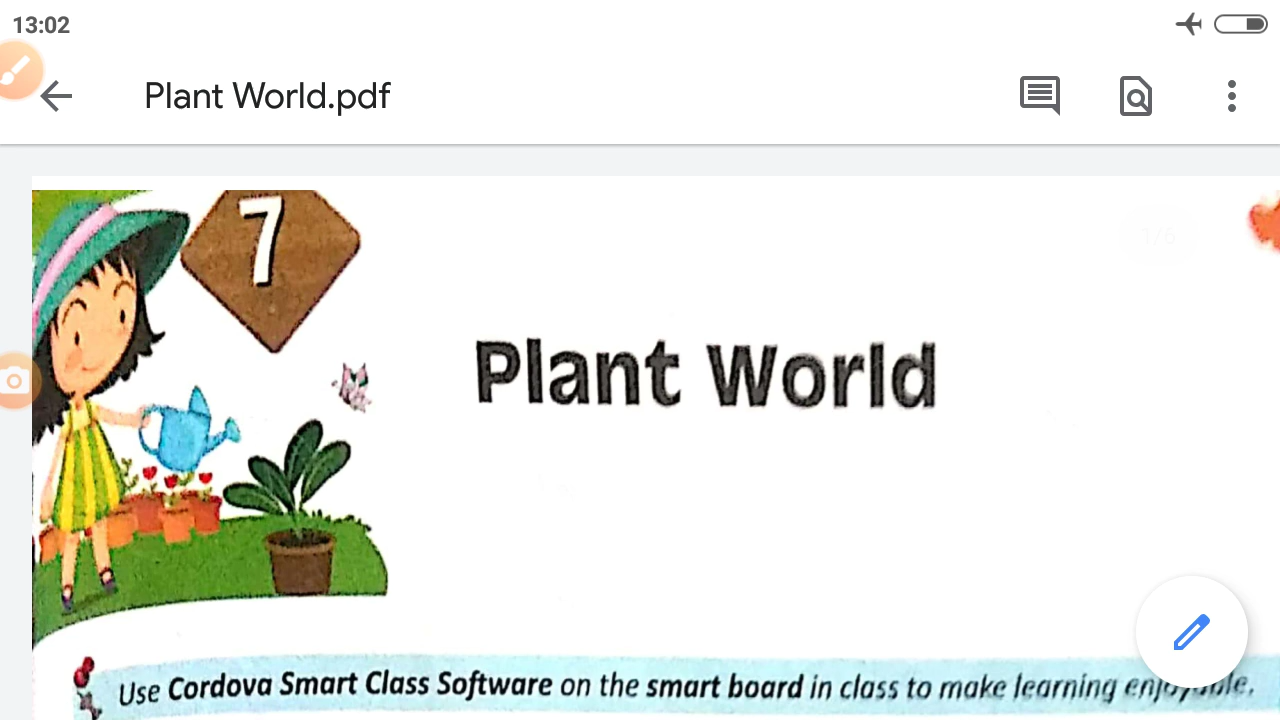 13:02
Plant World.pdf
7
1/6
Plant World
Use Cordova Smart Class Software on the smart board in class to make learning enjoyable.